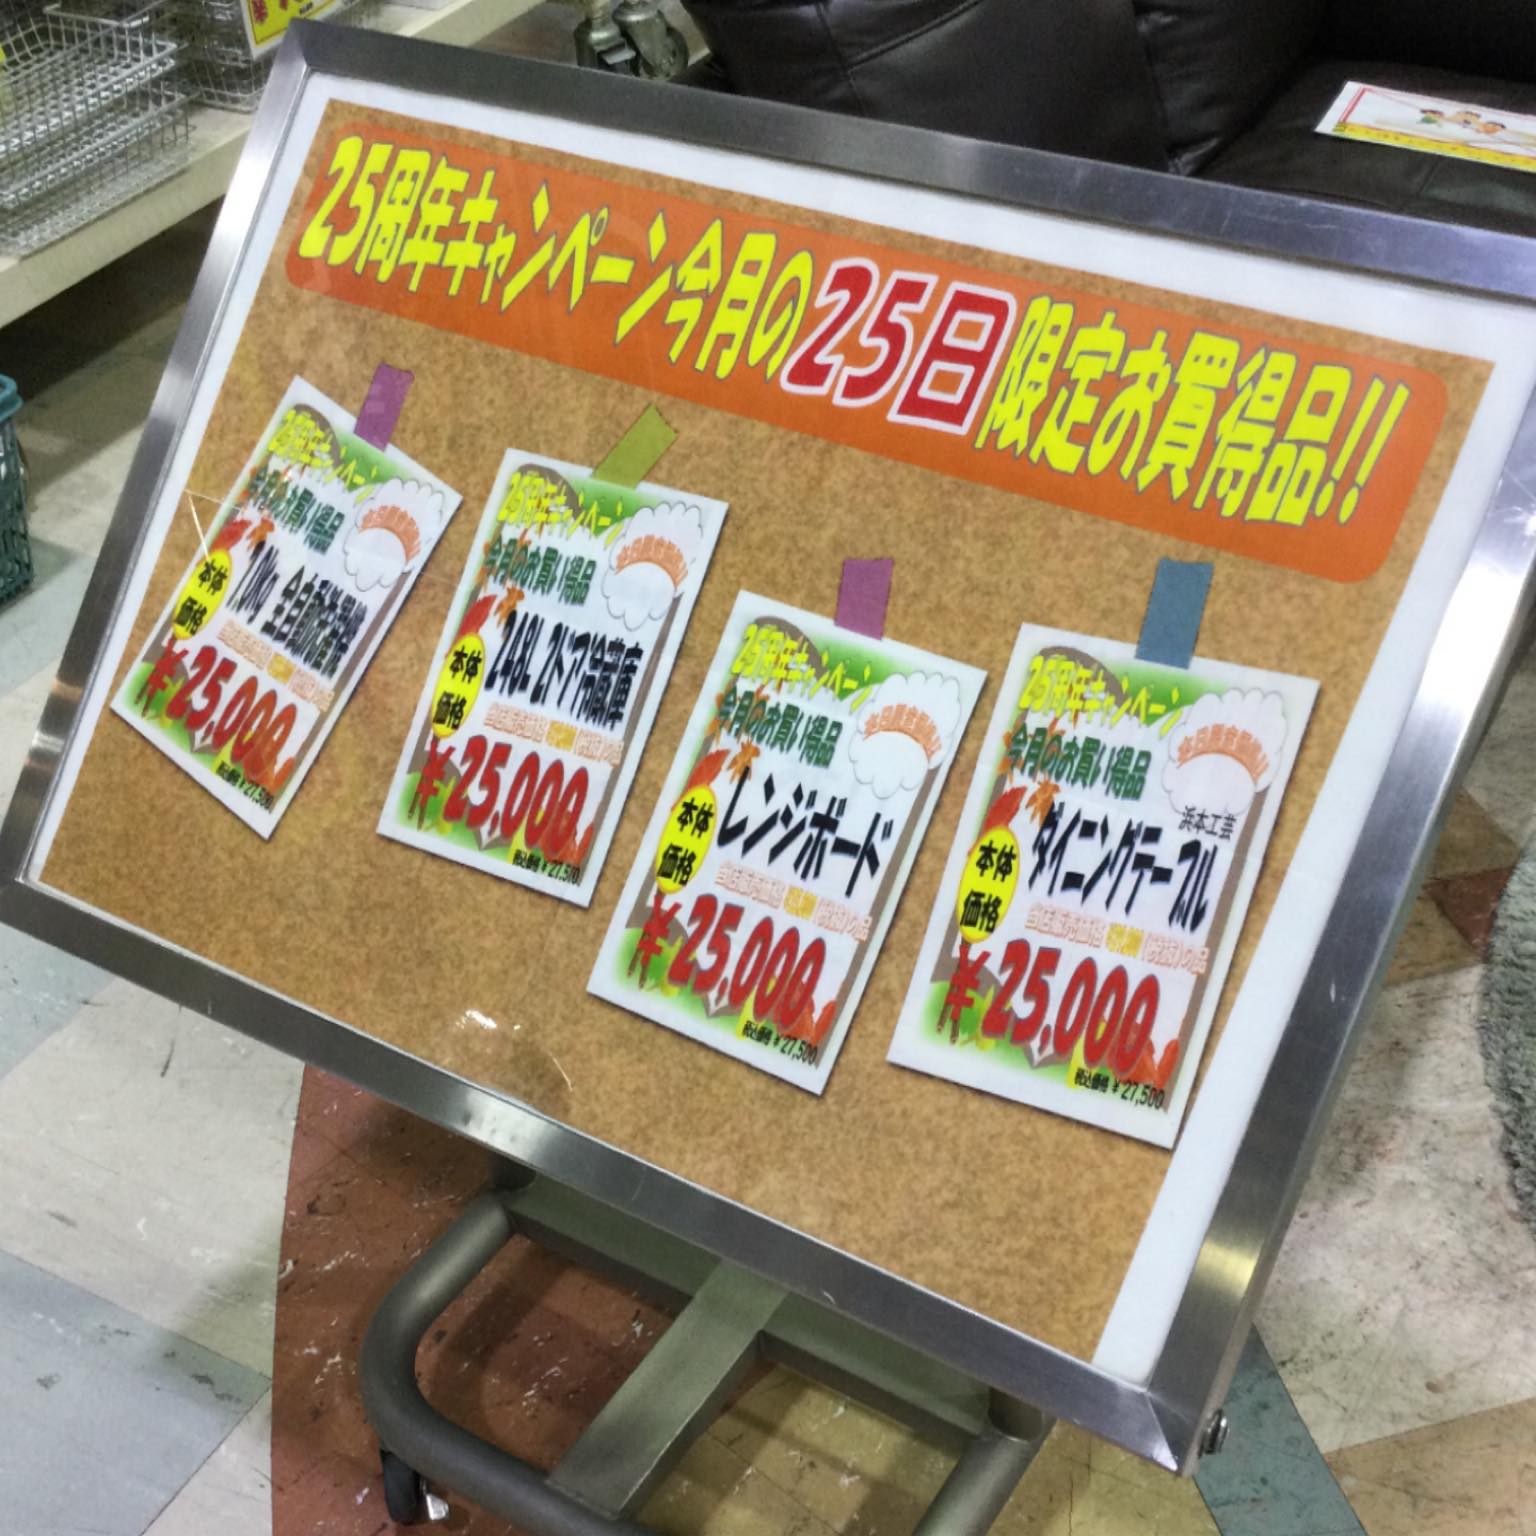 25周年キャンペーン今月の25日限定お買得品!!
25周年キャンペーン
今月のお買い得品
全自動洗濯機
本体
価格
¥25,000
税込価格 ¥27,500
25周年キャンペーン
今月のお買い得品
248L 2ドア冷蔵庫
本体
価格
¥25,000
税込価格 ¥27,500
25周年キャンペーン
今月のお買い得品
レンジボード
本体
価格
¥25,000
税込価格 ¥27,500
25周年キャンペーン
今月のお買い得品
浜本工芸
ダイニングテーブル
本体
価格
¥25,000
税込価格 ¥27,500